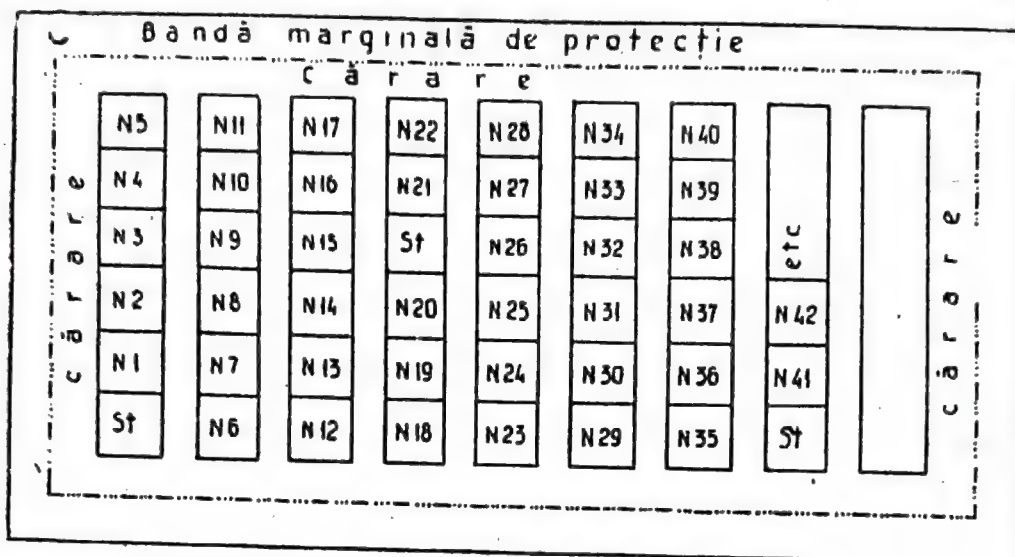 Bandă marginală de protecție
Cărare
N5 N11 N17 N22 N28 N34 N40
N4 N10 N16 N21 N27 N33 N39
N3 N9 N15 St N26 N32 N38 etc
N2 N8 N14 N20 N25 N31 N37 N42
N1 N7 N13 N19 N24 N30 N36 N41
St N6 N12 N18 N23 N29 N35 St
cărare
cărare